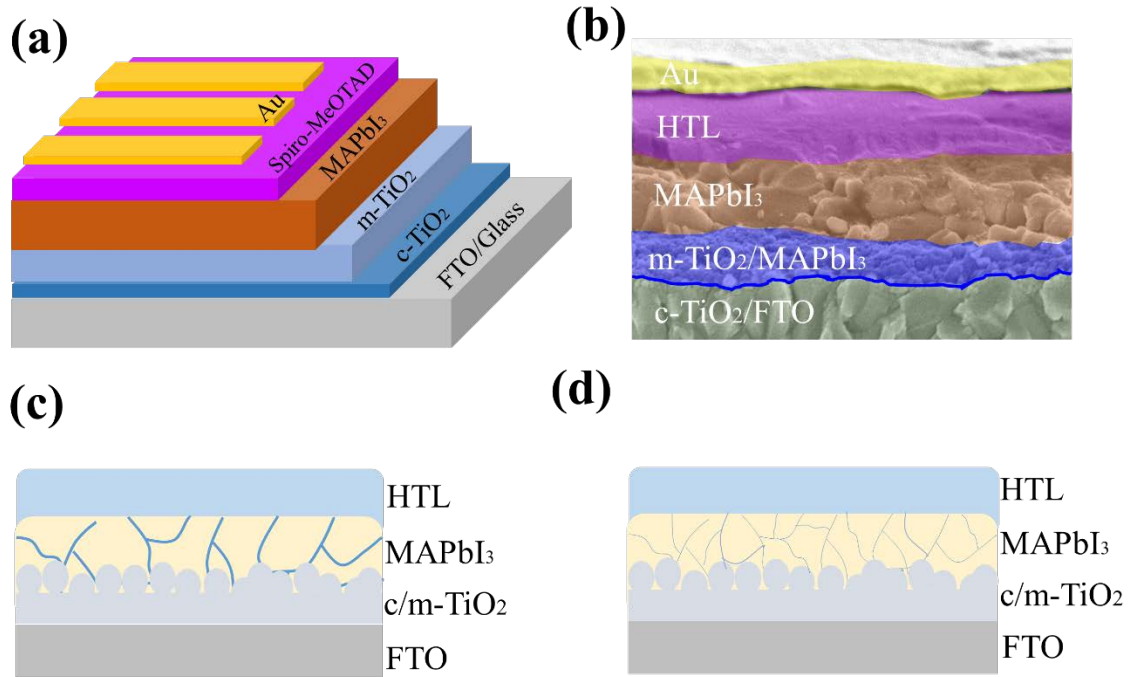 (a)
Au
Spiro-MeOTAD
MAPbI₃
m-TiO₂
c-TiO₂
FTO/Glass
(b)
Au
HTL
MAPbI₃
m-TiO₂/MAPbI₃
c-TiO₂/FTO
(c)
HTL
MAPbI₃
c/m-TiO₂
FTO
(d)
HTL
MAPbI₃
c/m-TiO₂
FTO